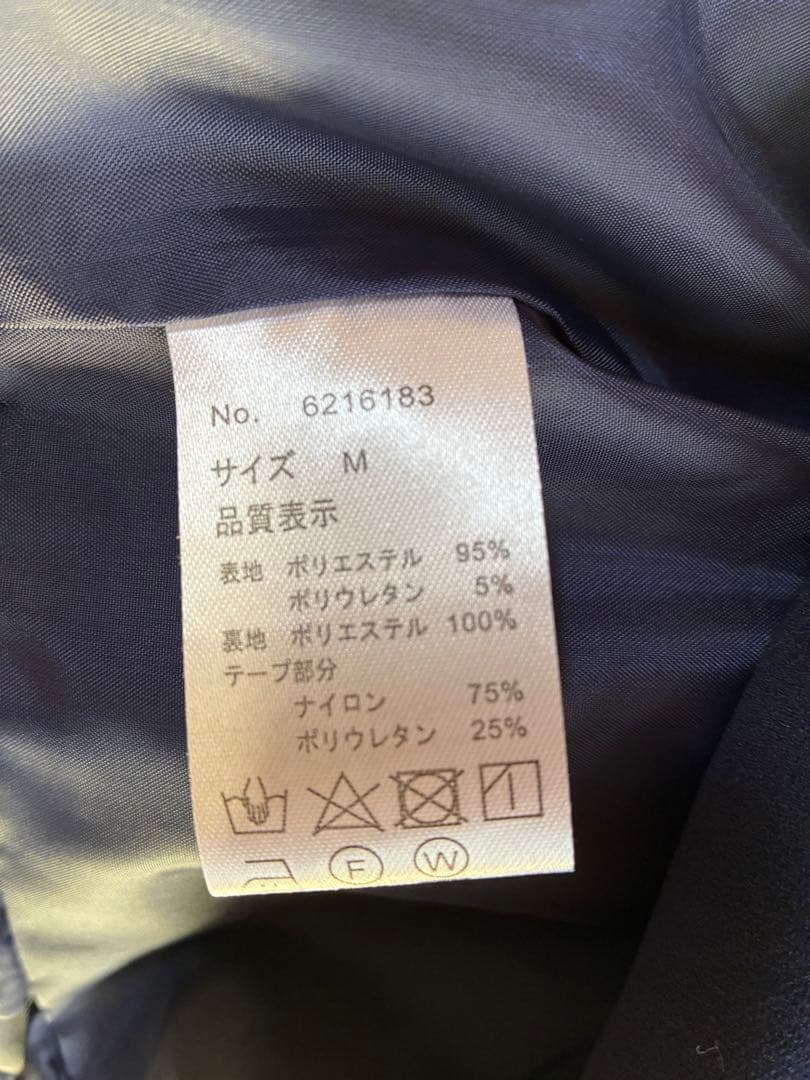 No. 6216183
サイズ M
品質表示
表地 ポリエステル 95%
ポリウレタン 5%
裏地 ポリエステル 100%
テープ部分
ナイロン 75%
ポリウレタン 25%
F W